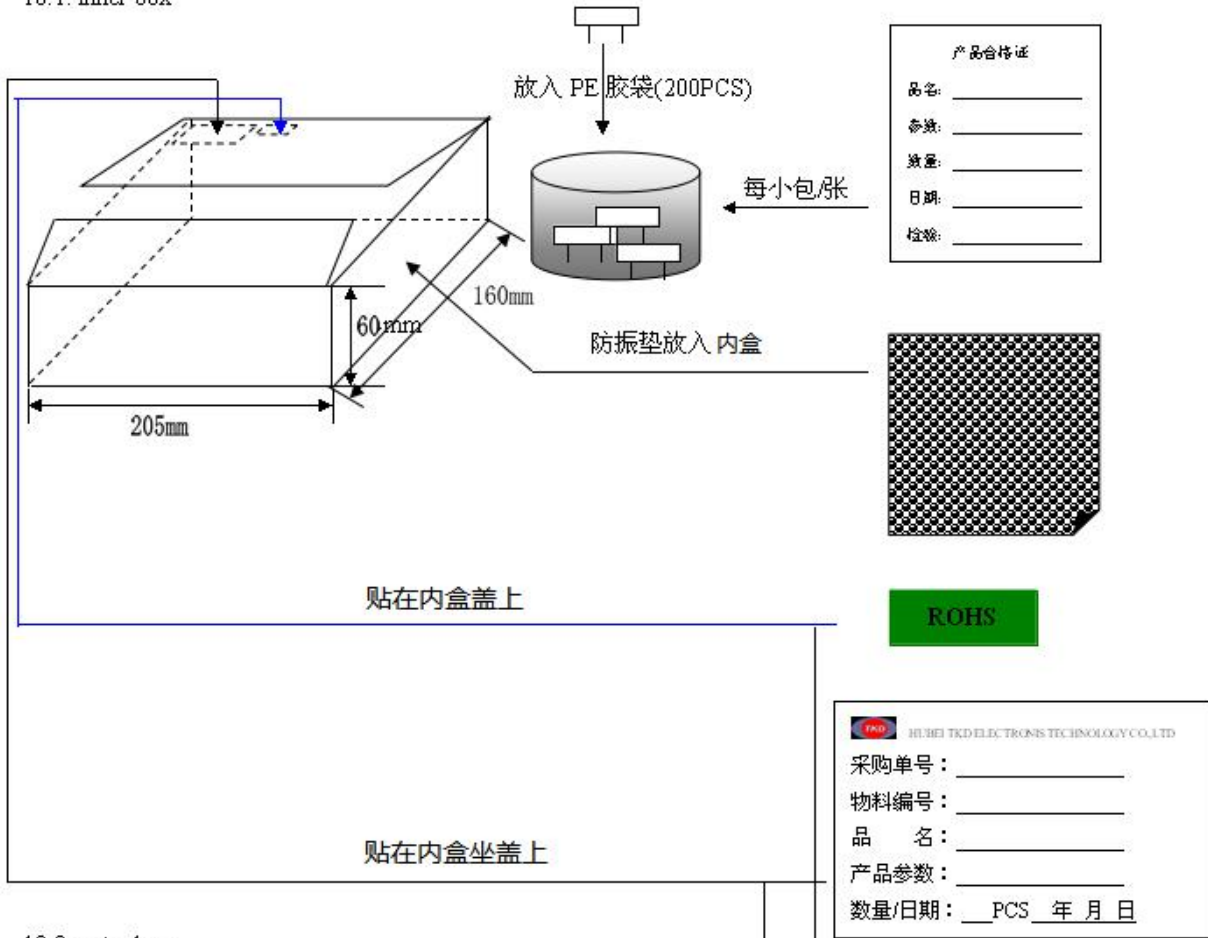 放入 PE 胶袋(200PCS)
产品合格证
品名:
参数:
数量:
日期:
检验:
每小包/张
160mm
60mm
防振垫放入内盒
205mm
贴在内盒盖上
ROHS
TKD HUBEI TKD ELECTRONIS TECHNOLOGY CO,,LTD
采购单号：
物料编号：
品 名：
产品参数：
数量/日期： PCS 年 月 日
贴在内盒坐盖上